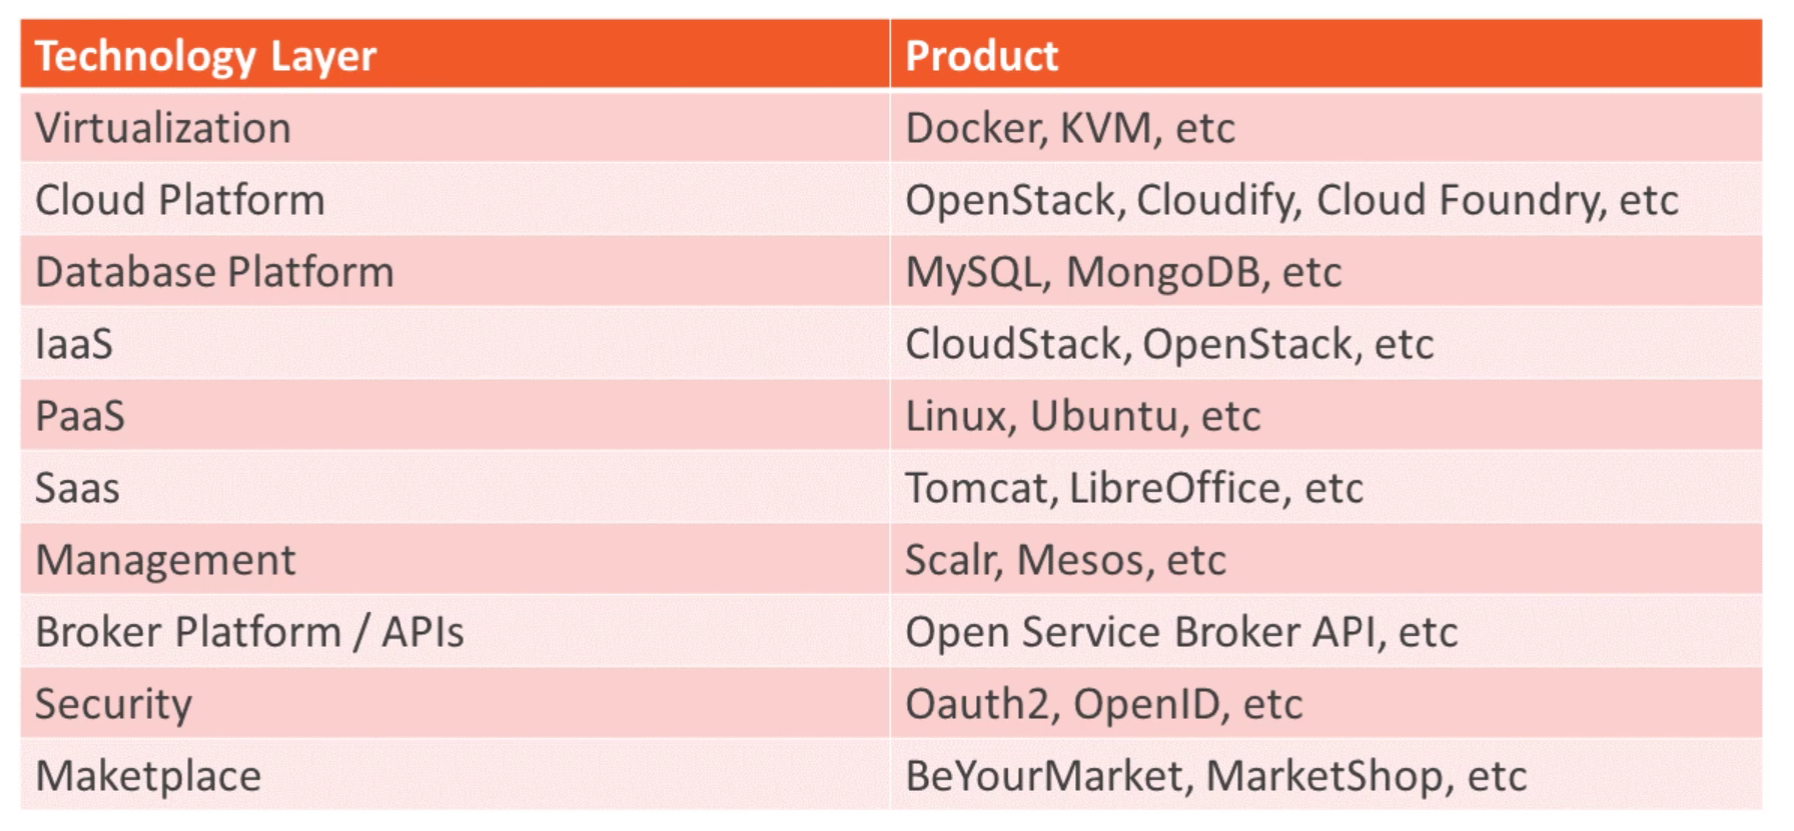 Technology Layer Product
Virtualization Docker, KVM, etc
Cloud Platform OpenStack, Cloudify, Cloud Foundry, etc
Database Platform MySQL, MongoDB, etc
IaaS CloudStack, OpenStack, etc
PaaS Linux, Ubuntu, etc
Saas Tomcat, LibreOffice, etc
Management Scalr, Mesos, etc
Broker Platform / APIs Open Service Broker API, etc
Security Oauth2, OpenID, etc
Maketplace BeYourMarket, MarketShop, etc